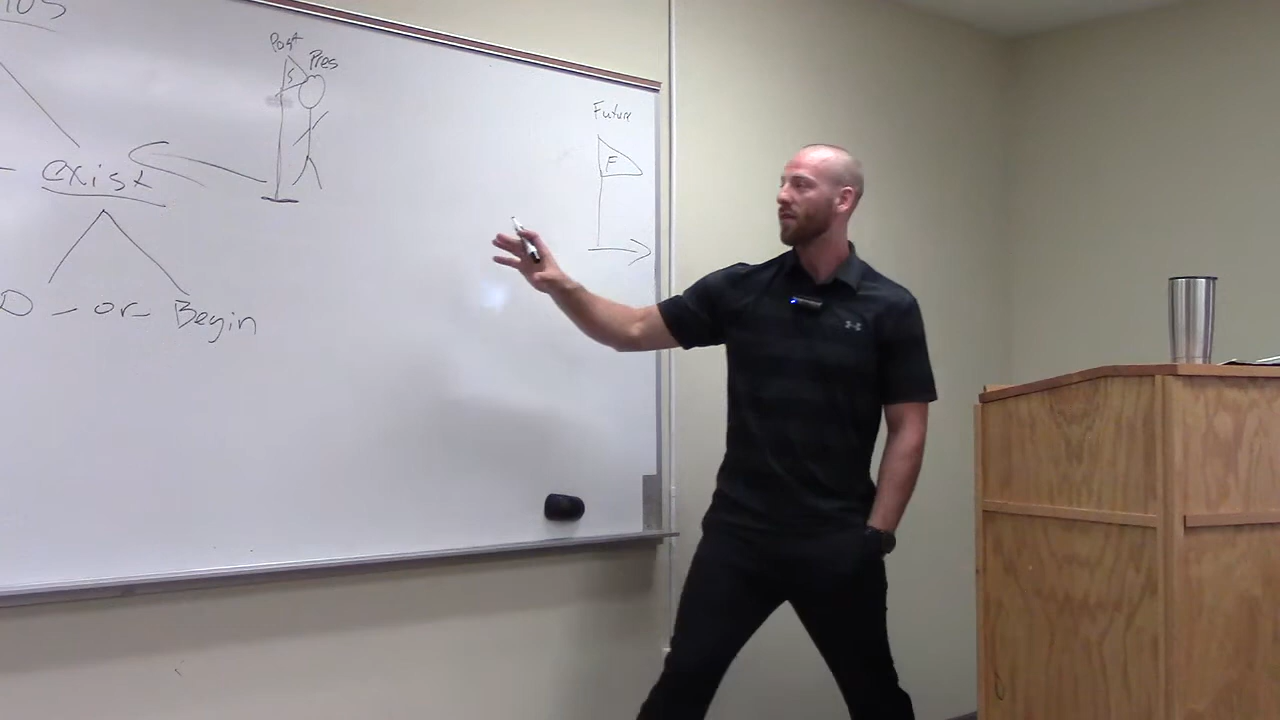 Past
Pres
S
Future
F
exist
- or - Begin